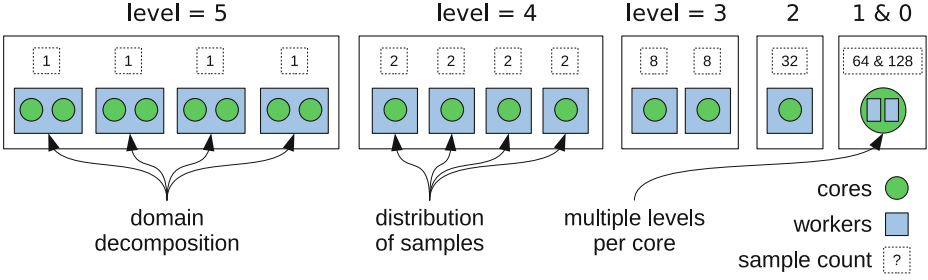 level = 5 level = 4 level = 3 2 1 & 0
1 1 1 1 2 2 2 2 8 8 32 64 & 128
domain
decomposition
distribution
of samples
multiple levels
per core
cores
workers
sample count ?